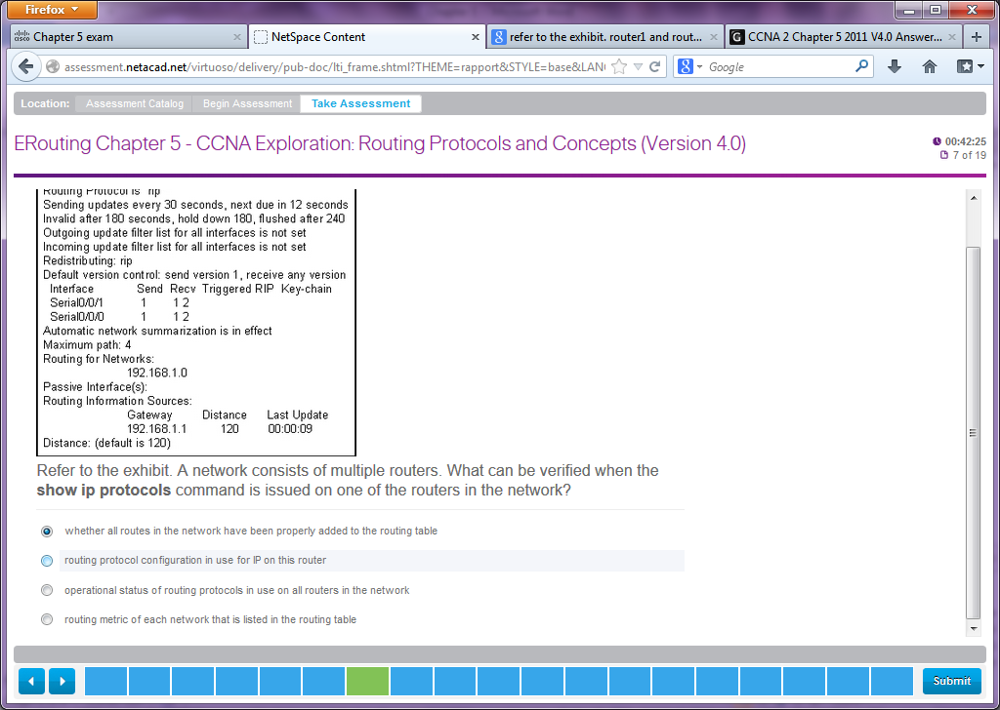 Firefox
Chapter 5 exam
NetSpace Content
refer to the exhibit. router1 and rout...
CCNA 2 Chapter 5 2011 V4.0 Answer...
assessment.netacad.net/virtuoso/delivery/pub-doc/lti_frame.shtml?THEME=rapport&STYLE=base&LAN
Google
Location: Assessment Catalog Begin Assessment Take Assessment
ERouting Chapter 5 - CCNA Exploration: Routing Protocols and Concepts (Version 4.0)
00:42:25
7 of 19
Routing Protocol is "rip"
Sending updates every 30 seconds, next due in 12 seconds
Invalid after 180 seconds, hold down 180, flushed after 240
Outgoing update filter list for all interfaces is not set
Incoming update filter list for all interfaces is not set
Redistributing: rip
Default version control: send version 1, receive any version
Interface Send Recv Triggered RIP Key-chain
Serial0/0/1 1 1 2
Serial0/0/0 1 1 2
Automatic network summarization is in effect
Maximum path: 4
Routing for Networks:
192.168.1.0
Passive Interface(s):
Routing Information Sources:
Gateway Distance Last Update
192.168.1.1 120 00:00:09
Distance: (default is 120)
Refer to the exhibit. A network consists of multiple routers. What can be verified when the
show ip protocols command is issued on one of the routers in the network?
whether all routes in the network have been properly added to the routing table
routing protocol configuration in use for IP on this router
operational status of routing protocols in use on all routers in the network
routing metric of each network that is listed in the routing table
Submit